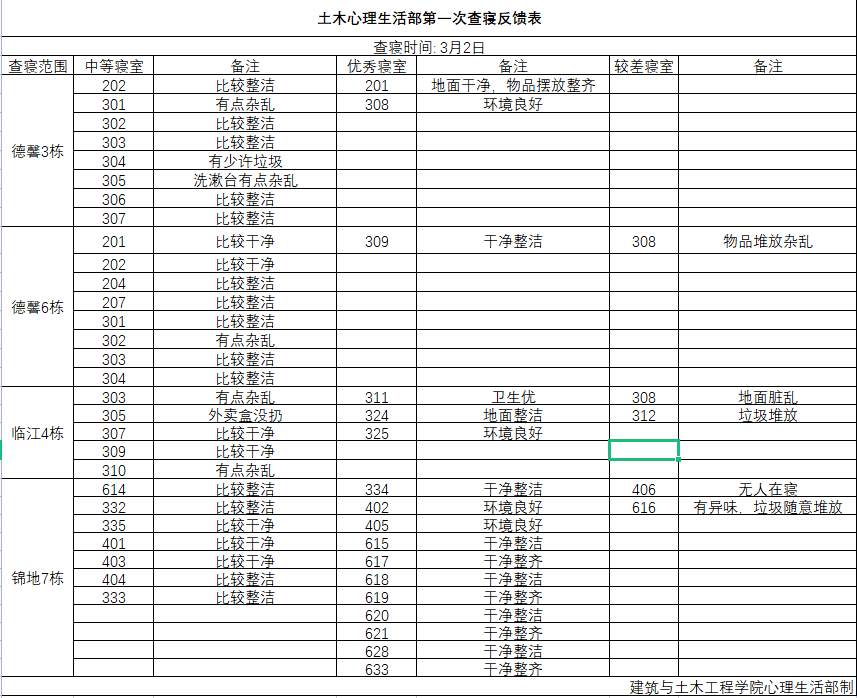 土木心理生活部第一次查寝反馈表
查寝时间: 3月2日
查寝范围 中等寝室 备注 优秀寝室 备注 较差寝室 备注
德馨3栋
202 比较整洁 201 地面干净，物品摆放整齐
301 有点杂乱 308 环境良好
302 比较整洁
303 比较整洁
304 有少许垃圾
305 洗漱台有点杂乱
306 比较整洁
307 比较整洁
德馨6栋
201 比较干净 309 干净整洁 308 物品堆放杂乱
202 比较干净
204 比较整洁
207 比较整洁
301 比较整洁
302 有点杂乱
303 比较整洁
304 比较整洁
临江4栋
303 有点杂乱 311 卫生优 308 地面脏乱
305 外卖盒没扔 324 地面整洁 312 垃圾堆放
307 比较干净 325 环境良好
309 比较干净
310 有点杂乱
锦地7栋
614 比较整洁 334 干净整洁 406 无人在寝
332 比较整洁 402 环境良好 616 有异味，垃圾随意堆放
335 比较干净 405 环境良好
401 比较干净 615 干净整洁
403 比较干净 617 干净整齐
404 比较整洁 618 干净整洁
333 比较整洁 619 干净整齐
620 干净整洁
621 干净整齐
628 干净整洁
633 干净整齐
建筑与土木工程学院心理生活部制